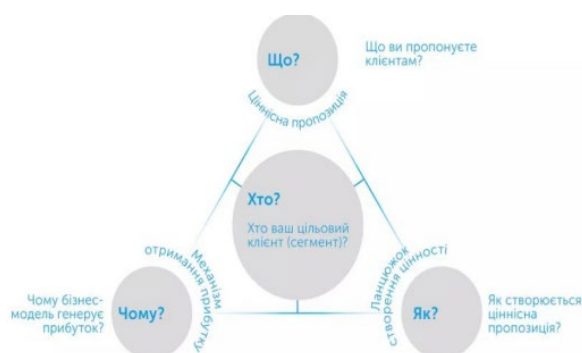 Що?
Що ви пропонуєте
клієнтам?
Ціннісна пропозиція
Хто?
Хто ваш цільовий
клієнт (сегмент)?
Механізм
отримання прибутку
Ланцюжок
створення цінності
Чому бізнес-
модель генерує
прибуток?
Чому?
Як?
Як створюється
ціннісна
пропозиція?